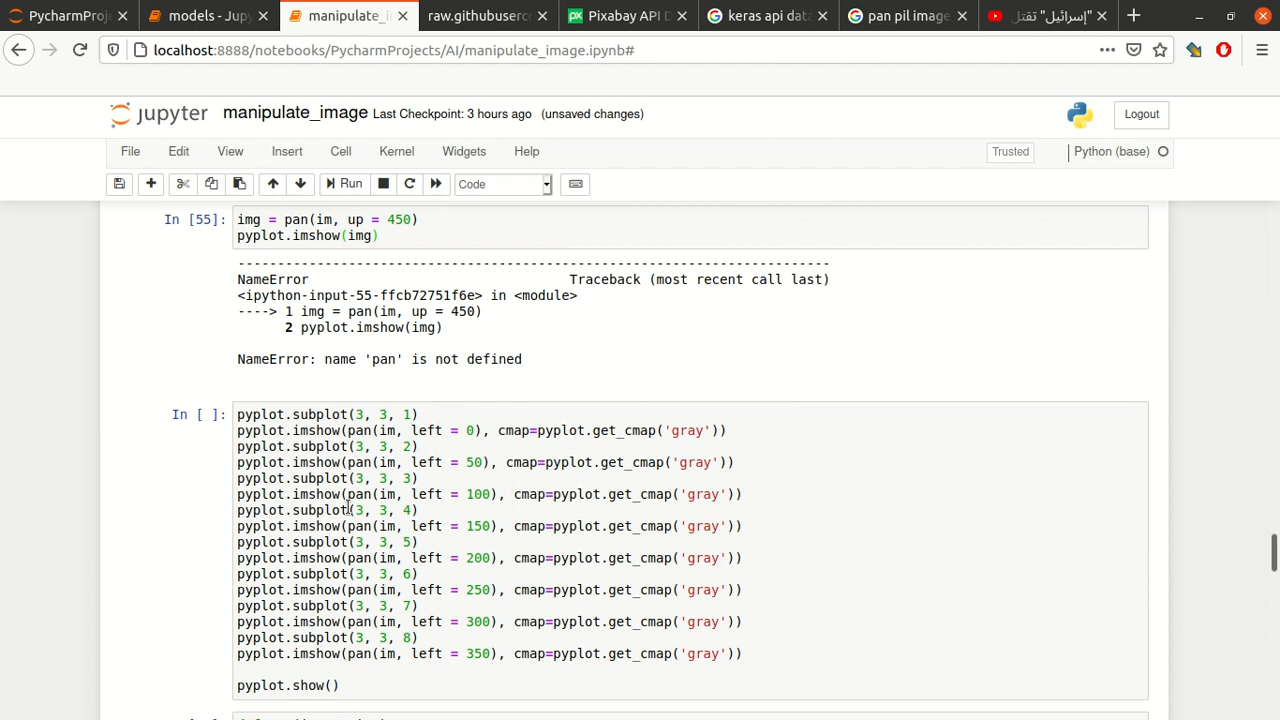 PycharmProje
models - Jupy
manipulate_i
raw.githubuserco
Pixabay API D
keras api data
pan pil image
"إسرائيل" تقتل
localhost:8888/notebooks/PycharmProjects/AI/manipulate_image.ipynb#
jupyter manipulate_image Last Checkpoint: 3 hours ago (unsaved changes)
Logout
File Edit View Insert Cell Kernel Widgets Help
Trusted
Python (base)
Run
Code
In [55]: img = pan(im, up = 450)
pyplot.imshow(img)
---------------------------------------------------------------------------
NameError Traceback (most recent call last)
<ipython-input-55-ffcb72751f6e> in <module>
----> 1 img = pan(im, up = 450)
2 pyplot.imshow(img)
NameError: name 'pan' is not defined
In [ ]: pyplot.subplot(3, 3, 1)
pyplot.imshow(pan(im, left = 0), cmap=pyplot.get_cmap('gray'))
pyplot.subplot(3, 3, 2)
pyplot.imshow(pan(im, left = 50), cmap=pyplot.get_cmap('gray'))
pyplot.subplot(3, 3, 3)
pyplot.imshow(pan(im, left = 100), cmap=pyplot.get_cmap('gray'))
pyplot.subplot(3, 3, 4)
pyplot.imshow(pan(im, left = 150), cmap=pyplot.get_cmap('gray'))
pyplot.subplot(3, 3, 5)
pyplot.imshow(pan(im, left = 200), cmap=pyplot.get_cmap('gray'))
pyplot.subplot(3, 3, 6)
pyplot.imshow(pan(im, left = 250), cmap=pyplot.get_cmap('gray'))
pyplot.subplot(3, 3, 7)
pyplot.imshow(pan(im, left = 300), cmap=pyplot.get_cmap('gray'))
pyplot.subplot(3, 3, 8)
pyplot.imshow(pan(im, left = 350), cmap=pyplot.get_cmap('gray'))
pyplot.show()